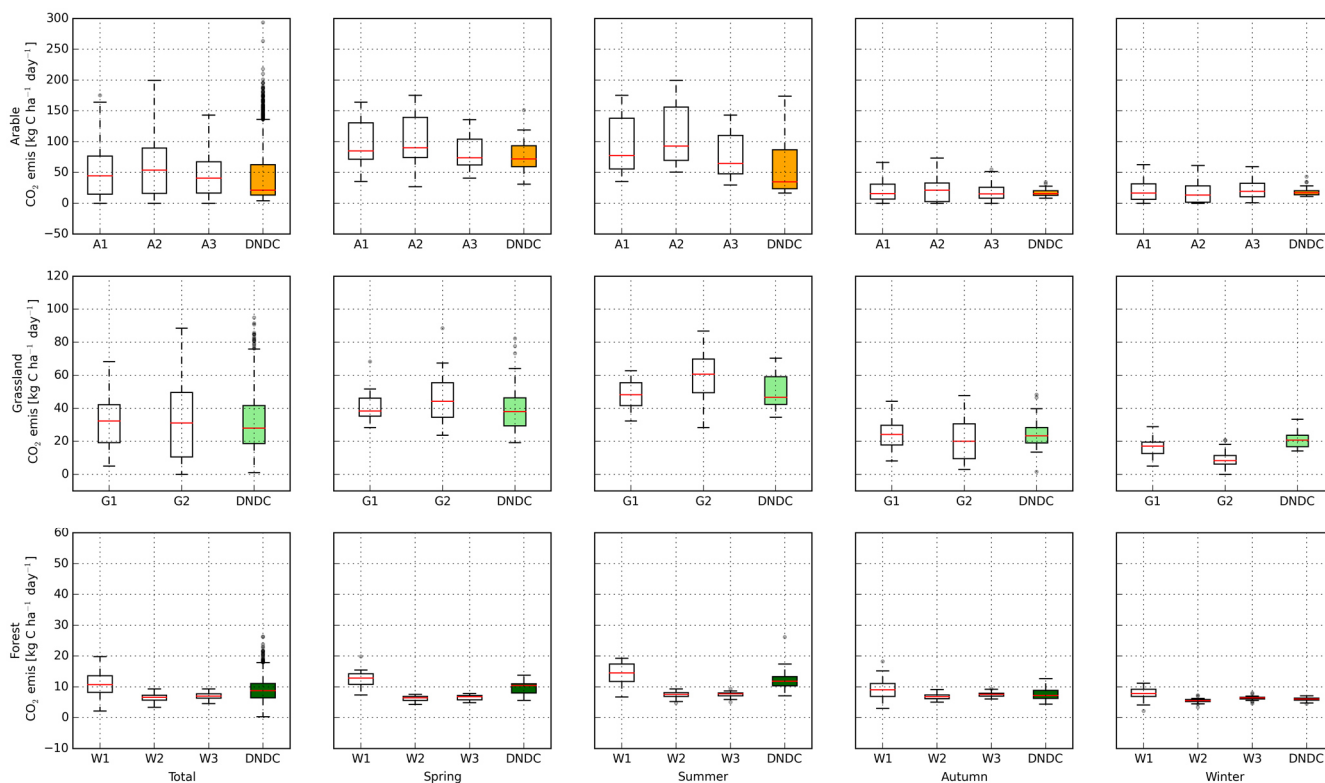 300
250
200
150
100
50
0
−50
Arable
CO₂ emis [kg C ha⁻¹ day⁻¹ ]
A1 A2 A3 DNDC
A1 A2 A3 DNDC
A1 A2 A3 DNDC
A1 A2 A3 DNDC
A1 A2 A3 DNDC
120
100
80
60
40
20
0
Grassland
CO₂ emis [kg C ha⁻¹ day⁻¹ ]
G1 G2 DNDC
G1 G2 DNDC
G1 G2 DNDC
G1 G2 DNDC
G1 G2 DNDC
60
50
40
30
20
10
0
−10
Forest
CO₂ emis [kg C ha⁻¹ day⁻¹ ]
W1 W2 W3 DNDC
Total
W1 W2 W3 DNDC
Spring
W1 W2 W3 DNDC
Summer
W1 W2 W3 DNDC
Autumn
W1 W2 W3 DNDC
Winter